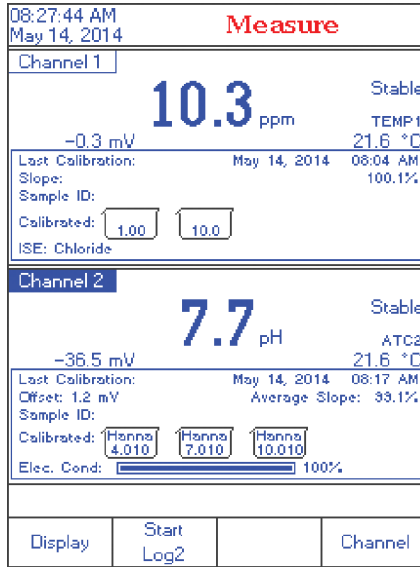 08:27:44 AM
May 14, 2014
Measure
Channel 1
10.3 ppm
Stable
TEMP1
-0.3 mV
21.6 °C
Last Calibration: May 14, 2014 08:04 AM
Slope: 100.1%
Sample ID:
Calibrated: 1.00 10.0
ISE: Chloride
Channel 2
7.7 pH
Stable
ATC2
-36.5 mV
21.6 °C
Last Calibration: May 14, 2014 08:17 AM
Offset: 1.2 mV Average Slope: 99.1%
Sample ID:
Calibrated: Hanna 4.010 Hanna 7.010 Hanna 10.010
Elec. Cond: 100%
Display
Start Log2
Channel